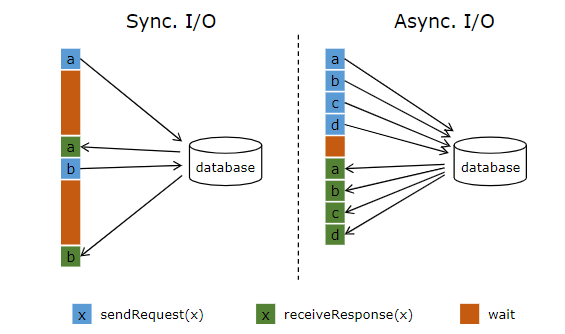 Sync. I/O
a
a
b
b
database
Async. I/O
a
b
c
d
a
b
c
d
database
x sendRequest(x)
x receiveResponse(x)
wait